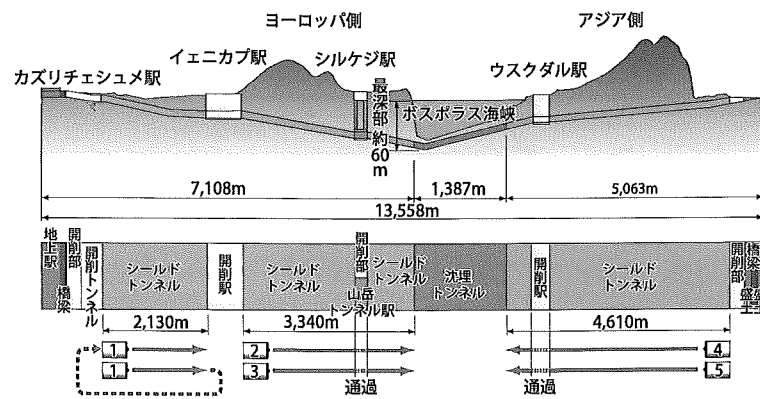 ヨーロッパ側
アジア側
カズリチェシュメ駅
イェニカプ駅
シルケジ駅
ウスクダル駅
最深部 約60m
ボスポラス海峡
7,108m
1,387m
5,063m
13,558m
地上駅
橋梁
開削部
開削トンネル
シールド
トンネル
開削駅
シールド
トンネル
開削部
山岳
トンネル駅
シールド
トンネル
沈埋
トンネル
開削駅
シールド
トンネル
開削部
盛土
橋梁
盛土
2,130m
3,340m
4,610m
1
2
4
1
3
5
通過
通過